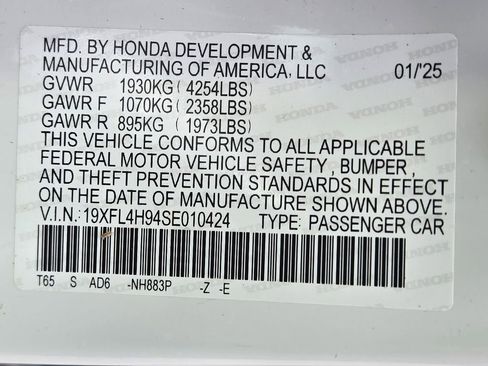 MFD. BY HONDA DEVELOPMENT &
MANUFACTURING OF AMERICA, LLC 01/'25
GVWR 1930KG (4254LBS)
GAWR F 1070KG (2358LBS)
GAWR R 895KG (1973LBS)
THIS VEHICLE CONFORMS TO ALL APPLICABLE
FEDERAL MOTOR VEHICLE SAFETY, BUMPER,
AND THEFT PREVENTION STANDARDS IN EFFECT
ON THE DATE OF MANUFACTURE SHOWN ABOVE.
V.I.N.:19XFL4H94SE010424 TYPE:PASSENGER CAR
T65 S AD6 -NH883P -Z -E